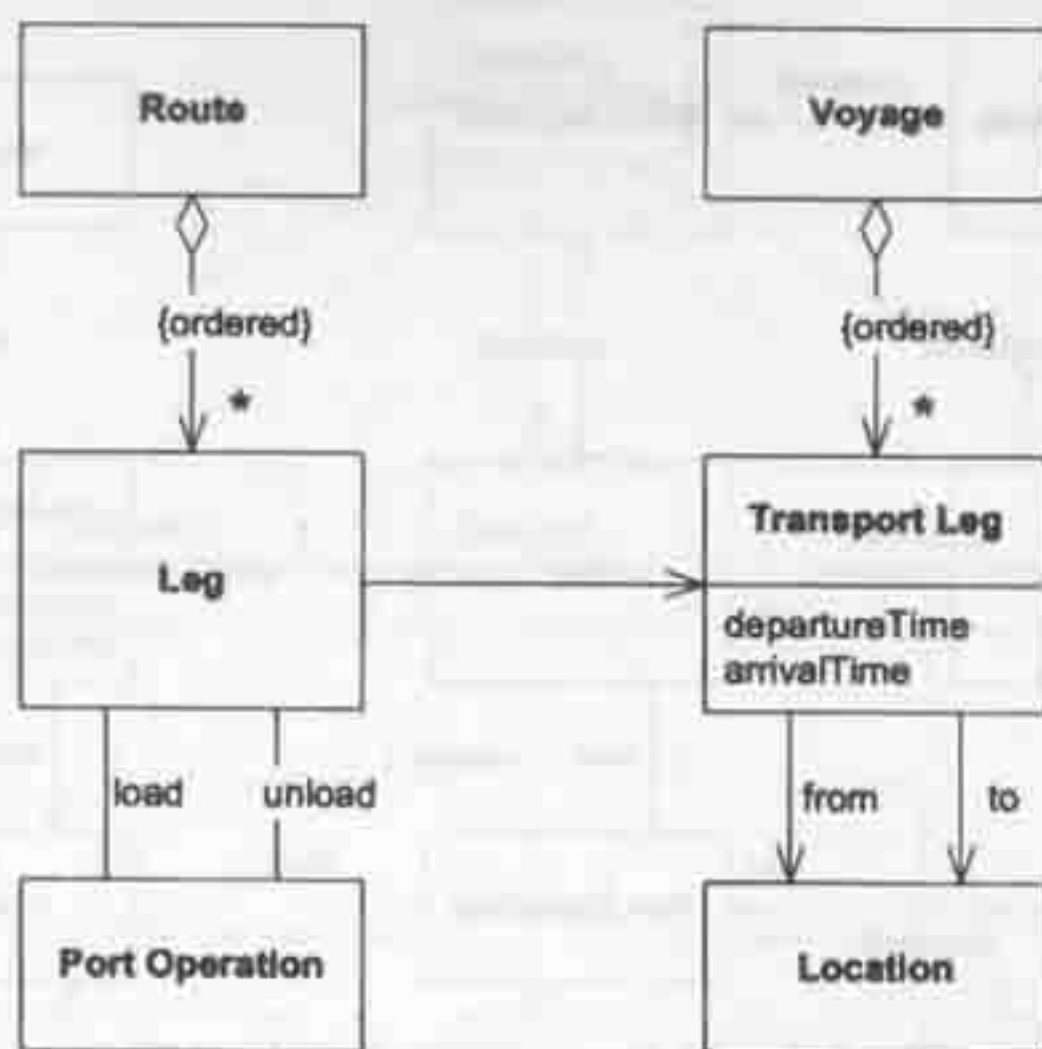 Route
Voyage
{ordered}
{ordered}
*
*
Leg
Transport Leg
departureTime
arrivalTime
load
unload
from
to
Port Operation
Location